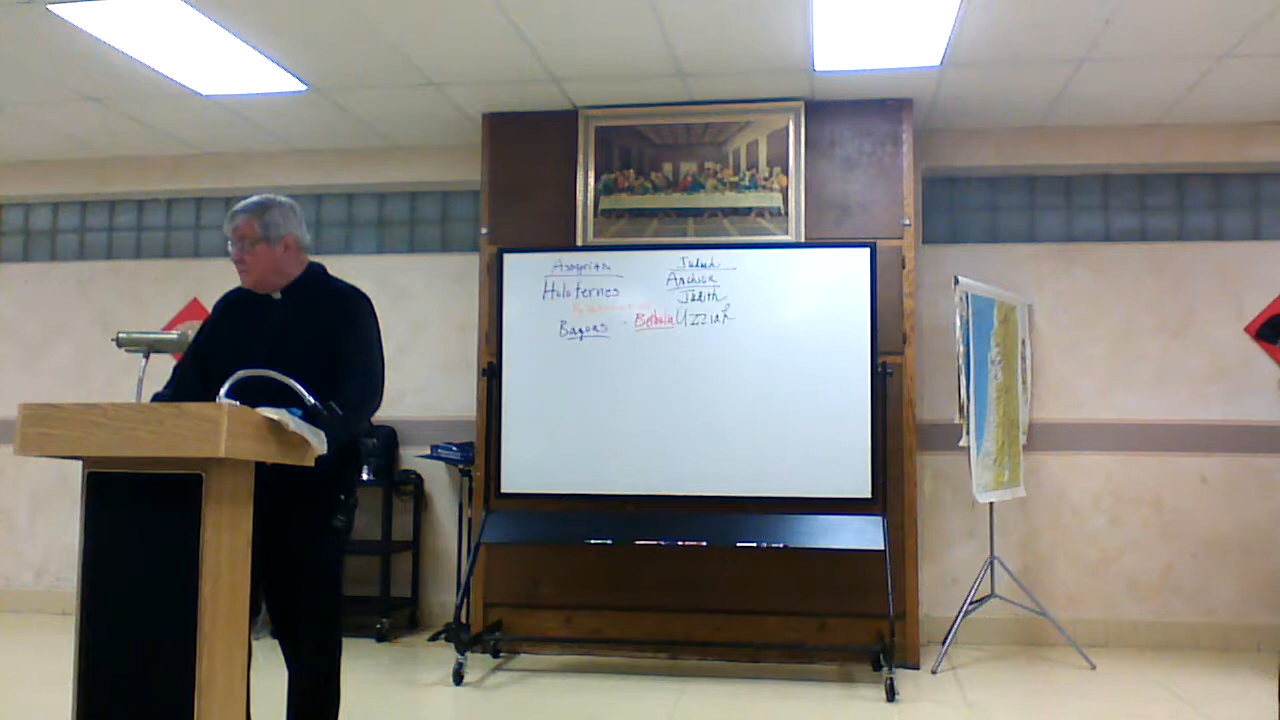 Assyrian
Holofernes
Bagoas - Bethulia
Judah
Achior
Judith
Uzziah